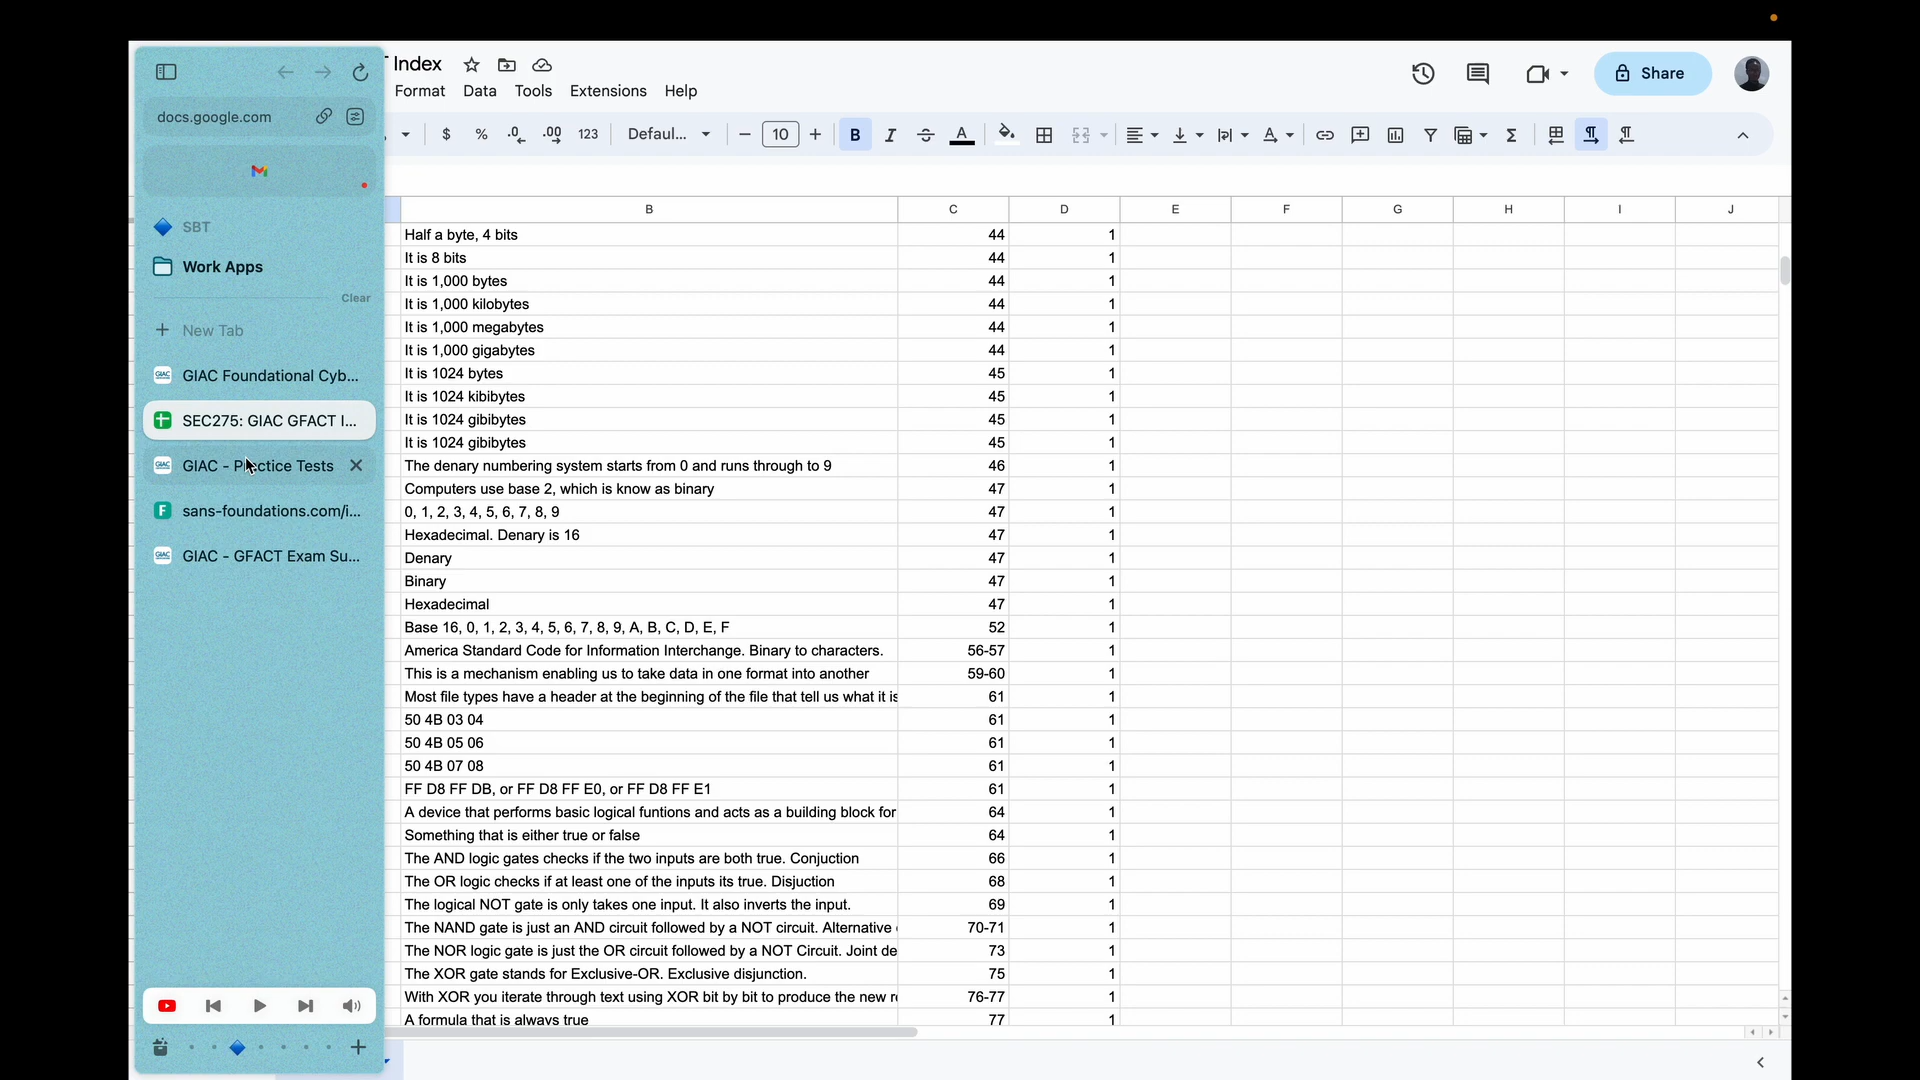 Index
Format Data Tools Extensions Help
Share
docs.google.com
$ % .0 .00 123 Defaul... 10 B I A
SBT
Work Apps
Clear
New Tab
GIAC Foundational Cyb...
SEC275: GIAC GFACT I...
GIAC - Practice Tests
sans-foundations.com/i...
GIAC - GFACT Exam Su...
B C D E F G H I J
Half a byte, 4 bits 44 1
It is 8 bits 44 1
It is 1,000 bytes 44 1
It is 1,000 kilobytes 44 1
It is 1,000 megabytes 44 1
It is 1,000 gigabytes 44 1
It is 1024 bytes 45 1
It is 1024 kibibytes 45 1
It is 1024 gibibytes 45 1
It is 1024 gibibytes 45 1
The denary numbering system starts from 0 and runs through to 9 46 1
Computers use base 2, which is know as binary 47 1
0, 1, 2, 3, 4, 5, 6, 7, 8, 9 47 1
Hexadecimal. Denary is 16 47 1
Denary 47 1
Binary 47 1
Hexadecimal 47 1
Base 16, 0, 1, 2, 3, 4, 5, 6, 7, 8, 9, A, B, C, D, E, F 52 1
America Standard Code for Information Interchange. Binary to characters. 56-57 1
This is a mechanism enabling us to take data in one format into another 59-60 1
Most file types have a header at the beginning of the file that tell us what it is 61 1
50 4B 03 04 61 1
50 4B 05 06 61 1
50 4B 07 08 61 1
FF D8 FF DB, or FF D8 FF E0, or FF D8 FF E1 61 1
A device that performs basic logical funtions and acts as a building block for 64 1
Something that is either true or false 64 1
The AND logic gates checks if the two inputs are both true. Conjuction 66 1
The OR logic checks if at least one of the inputs its true. Disjuction 68 1
The logical NOT gate is only takes one input. It also inverts the input. 69 1
The NAND gate is just an AND circuit followed by a NOT circuit. Alternative 70-71 1
The NOR logic gate is just the OR circuit followed by a NOT Circuit. Joint de 73 1
The XOR gate stands for Exclusive-OR. Exclusive disjunction. 75 1
With XOR you iterate through text using XOR bit by bit to produce the new 76-77 1
A formula that is always true 77 1